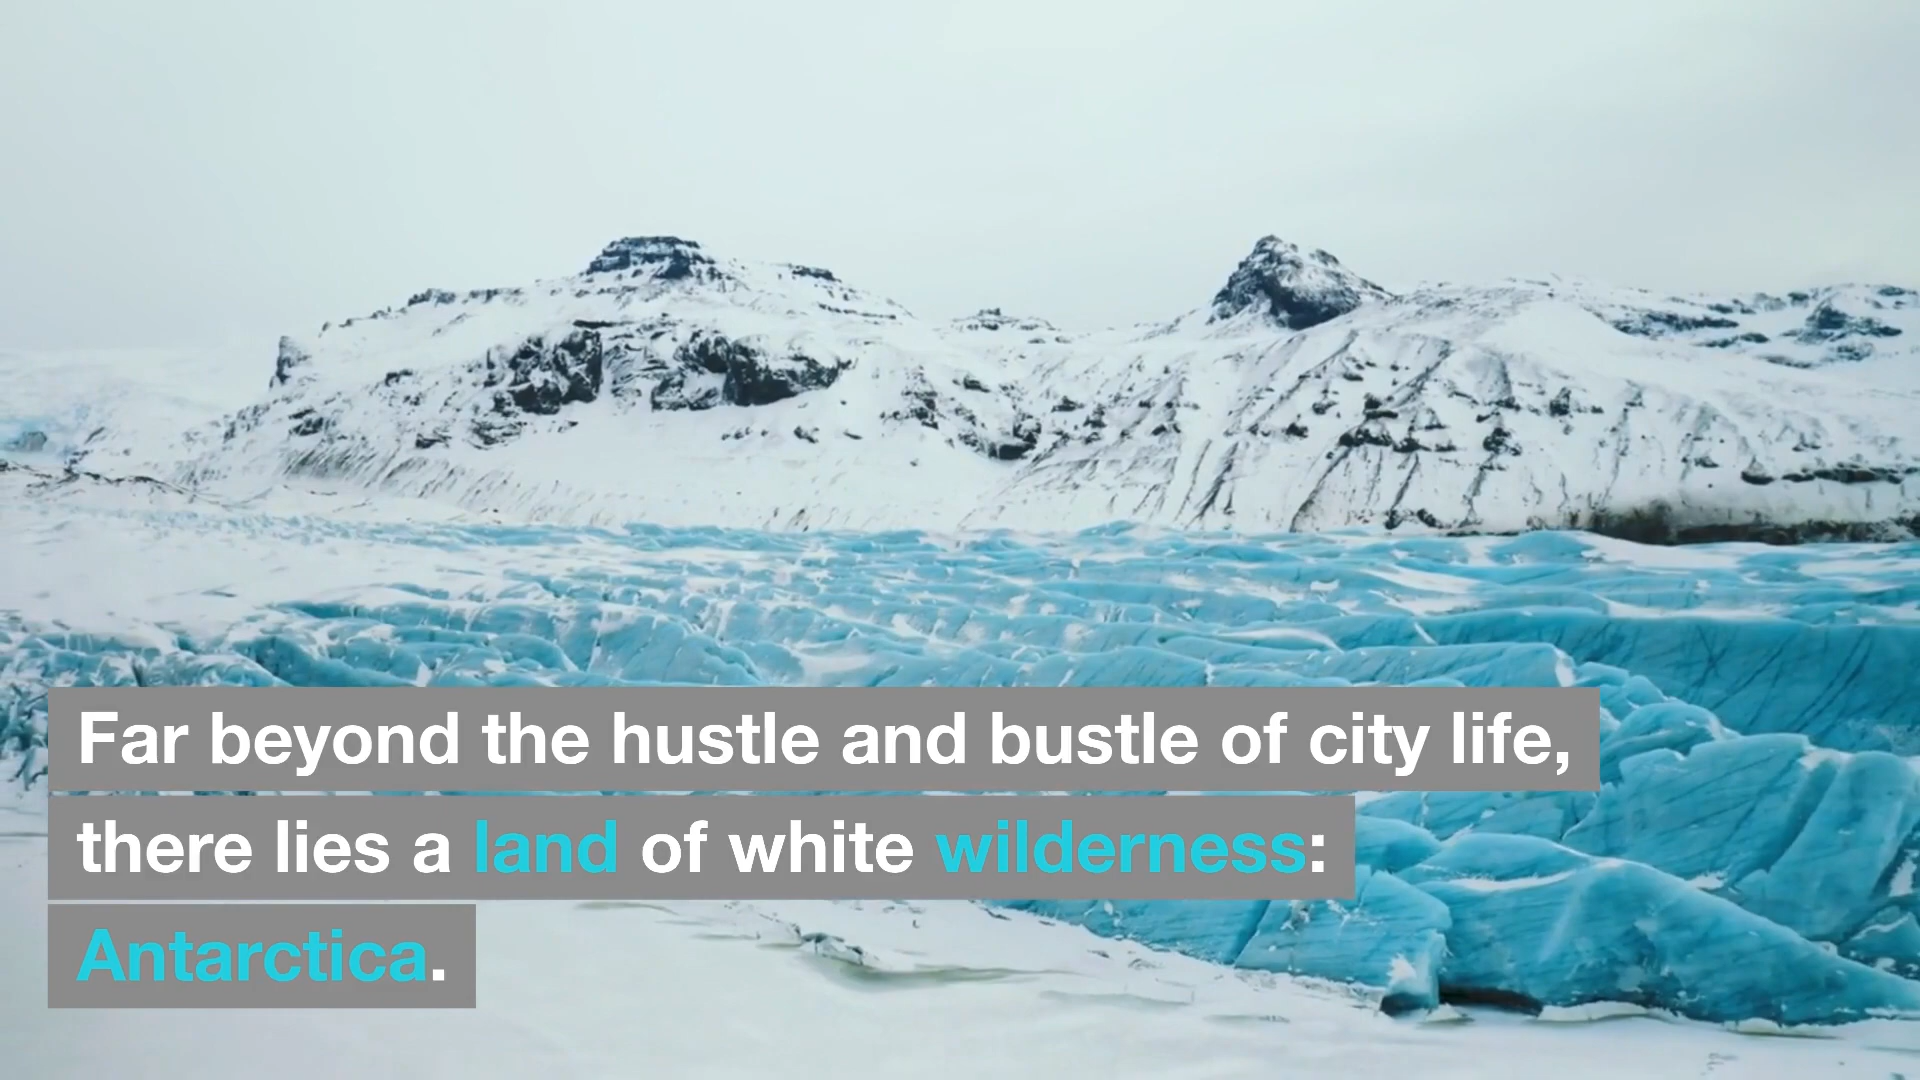 Far beyond the hustle and bustle of city life,
there lies a land of white wilderness:
Antarctica.